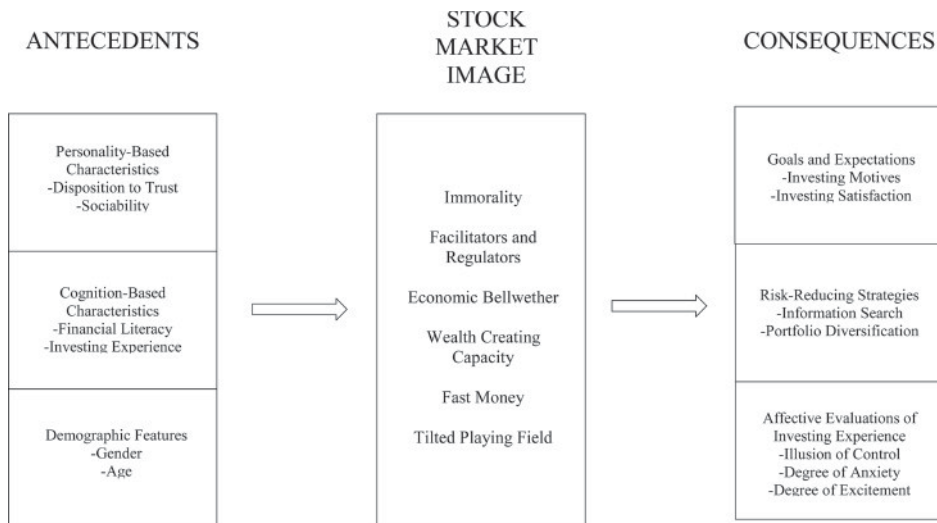 ANTECEDENTS
STOCK
MARKET
IMAGE
CONSEQUENCES
Personality-Based
Characteristics
-Disposition to Trust
-Sociability
Cognition-Based
Characteristics
-Financial Literacy
-Investing Experience
Demographic Features
-Gender
-Age
Immorality
Facilitators and
Regulators
Economic Bellwether
Wealth Creating
Capacity
Fast Money
Tilted Playing Field
Goals and Expectations
-Investing Motives
-Investing Satisfaction
Risk-Reducing Strategies
-Information Search
-Portfolio Diversification
Affective Evaluations of
Investing Experience
-Illusion of Control
-Degree of Anxiety
-Degree of Excitement